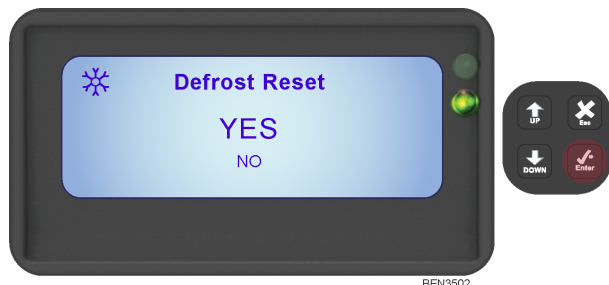 Defrost Reset
YES
NO
UP
Esc
DOWN
Enter
BEN3502